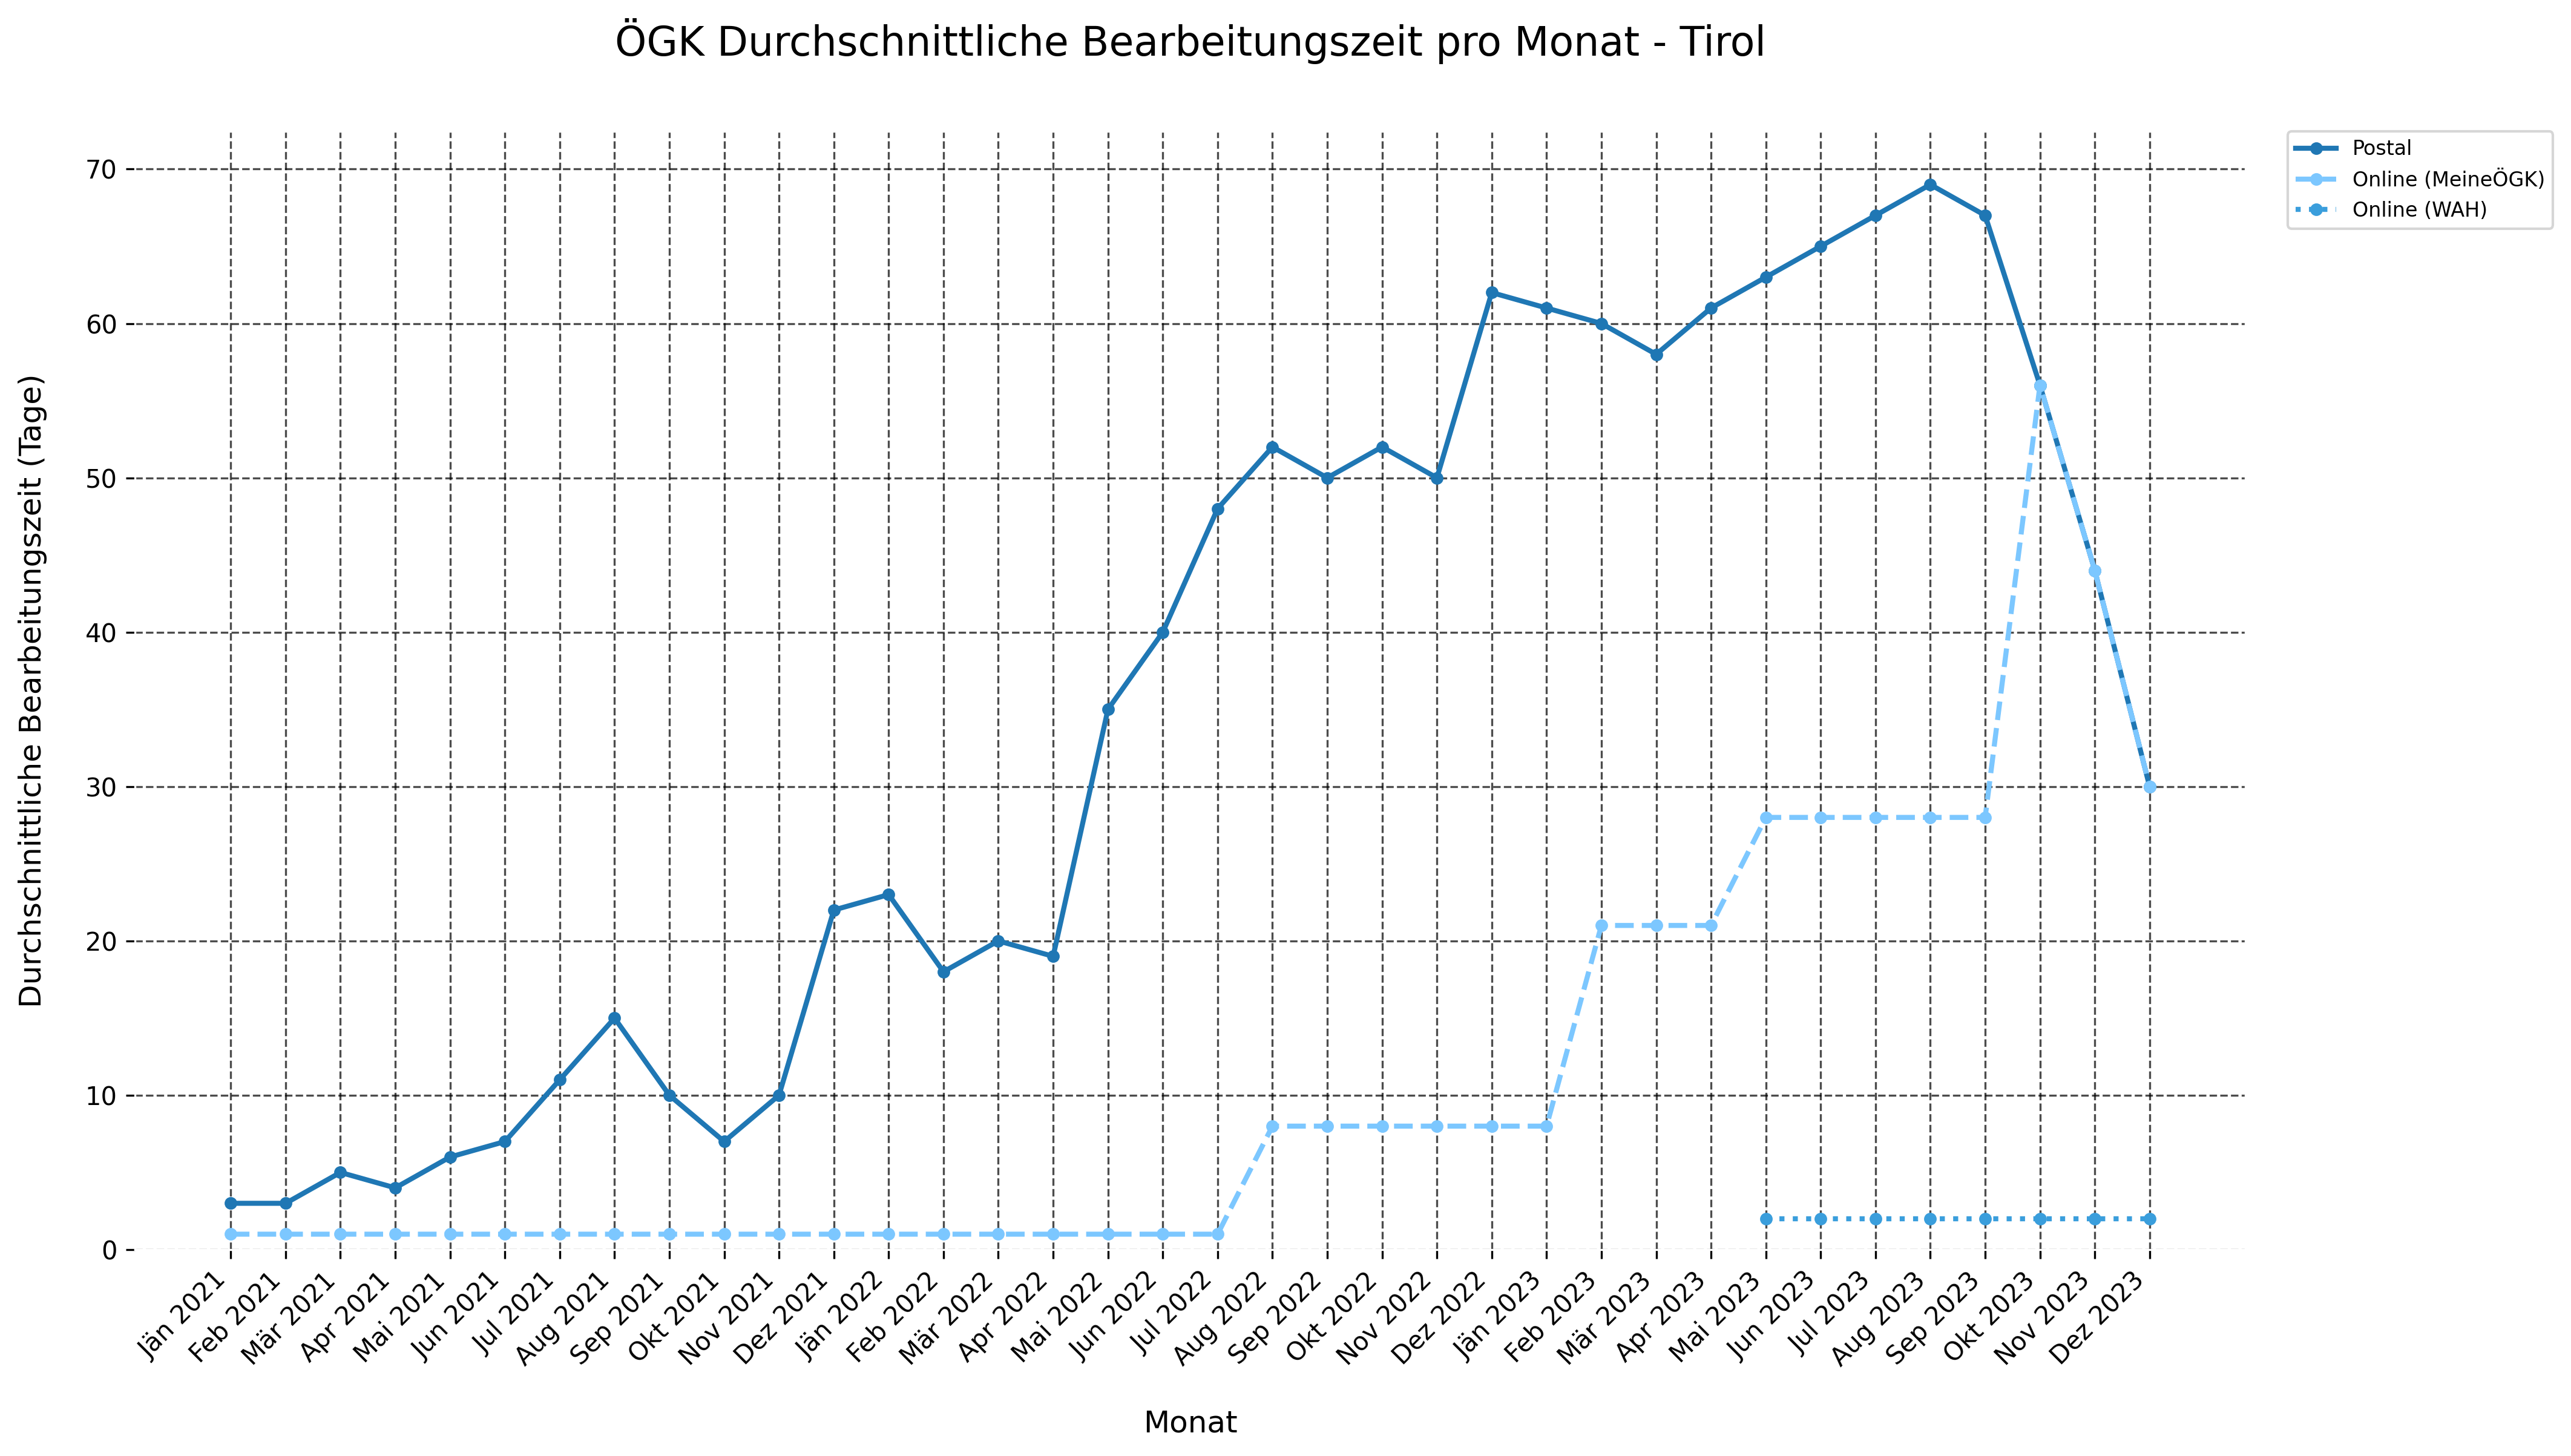 ÖGK Durchschnittliche Bearbeitungszeit pro Monat - Tirol
Postal
Online (MeineÖGK)
Online (WAH)
Durchschnittliche Bearbeitungszeit (Tage)
70
60
50
40
30
20
10
0
Jän 2021
Feb 2021
Mär 2021
Apr 2021
Mai 2021
Jun 2021
Jul 2021
Aug 2021
Sep 2021
Okt 2021
Nov 2021
Dez 2021
Jän 2022
Feb 2022
Mär 2022
Apr 2022
Mai 2022
Jun 2022
Jul 2022
Aug 2022
Sep 2022
Okt 2022
Nov 2022
Dez 2022
Jän 2023
Feb 2023
Mär 2023
Apr 2023
Mai 2023
Jun 2023
Jul 2023
Aug 2023
Sep 2023
Okt 2023
Nov 2023
Dez 2023
Monat